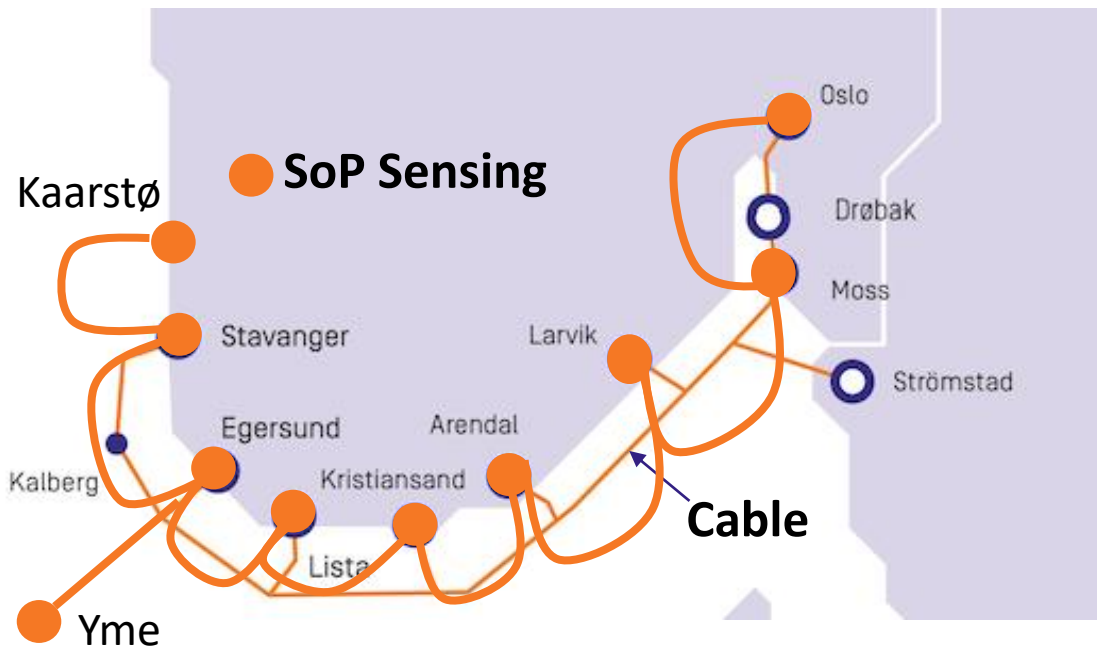 Oslo
SoP Sensing
Kaarstø
Drøbak
Moss
Stavanger
Larvik
Strömstad
Egersund
Arendal
Kalberg
Kristiansand
Cable
Lista
Yme